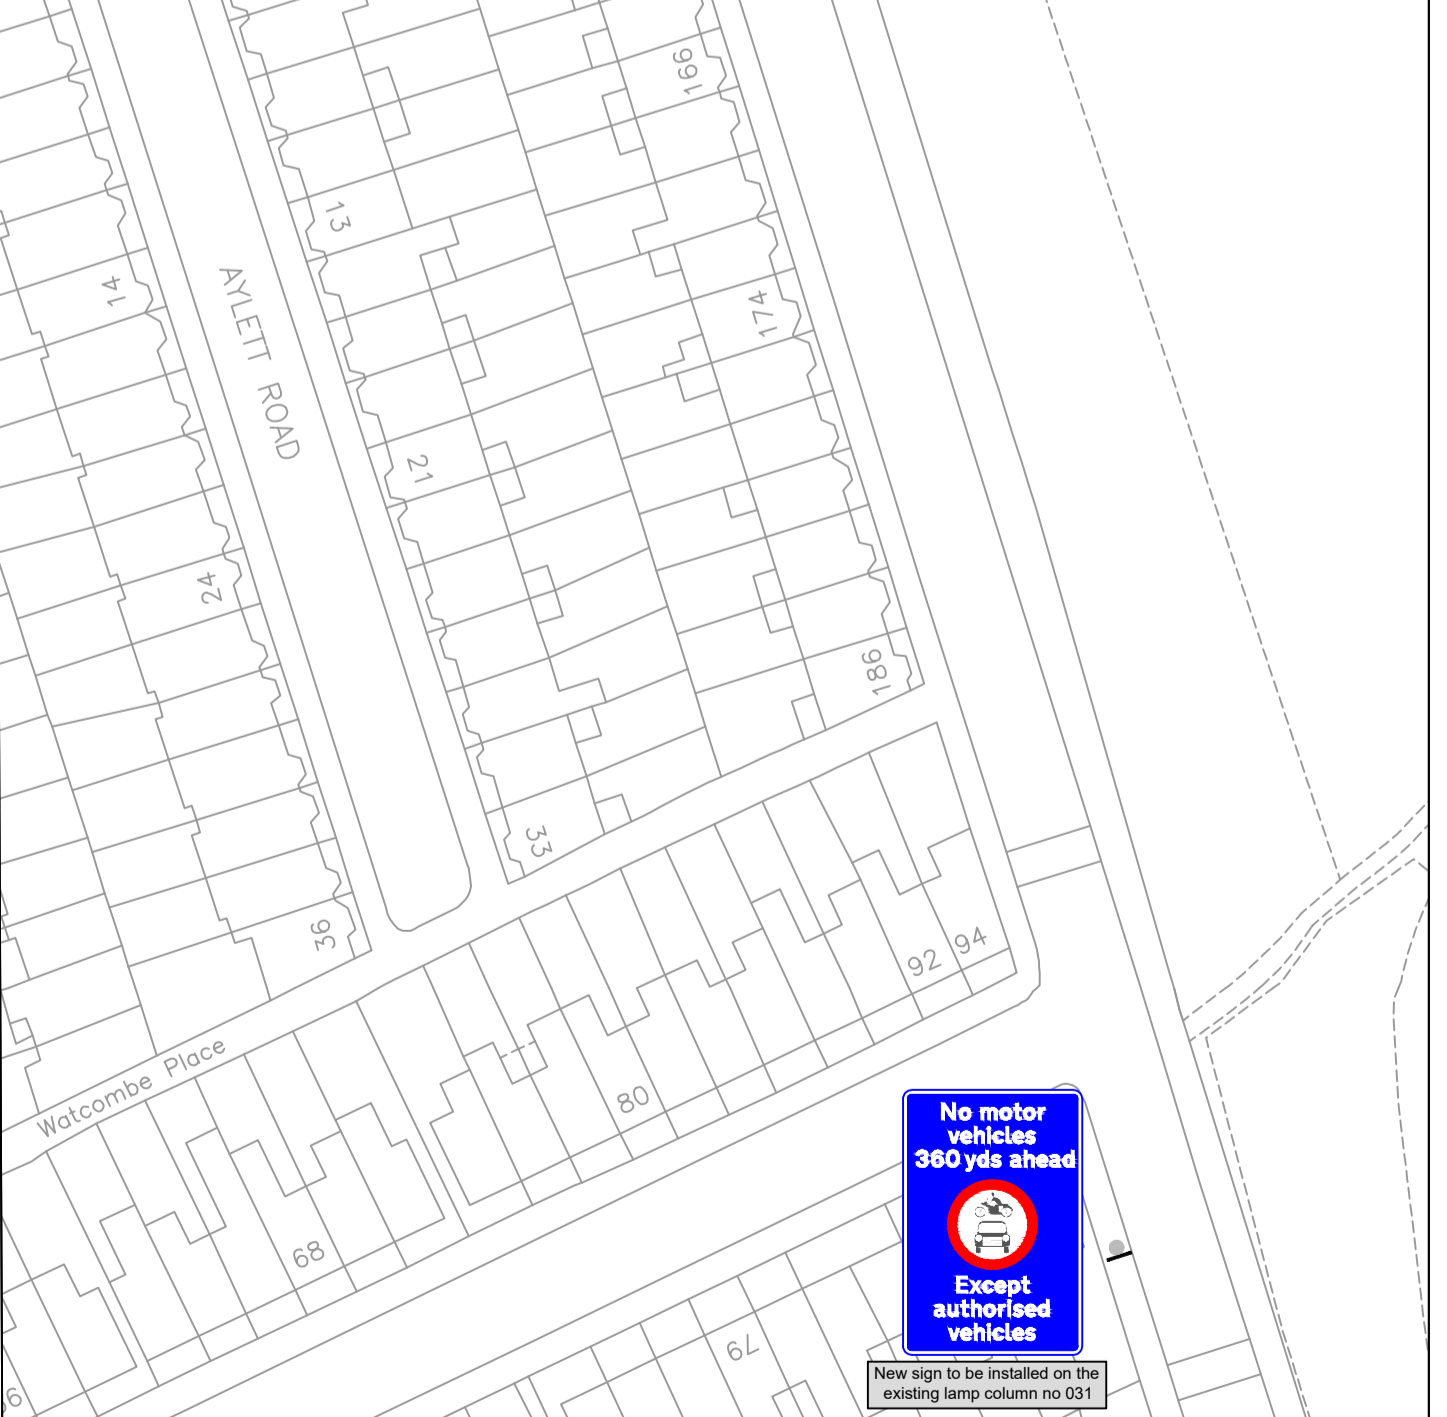 166
13
14
AYLETT ROAD
174
21
24
186
33
36
92
94
Watcombe Place
80
68
79
No motor
vehicles
360 yds ahead
Except
authorised
vehicles
New sign to be installed on the
existing lamp column no 031